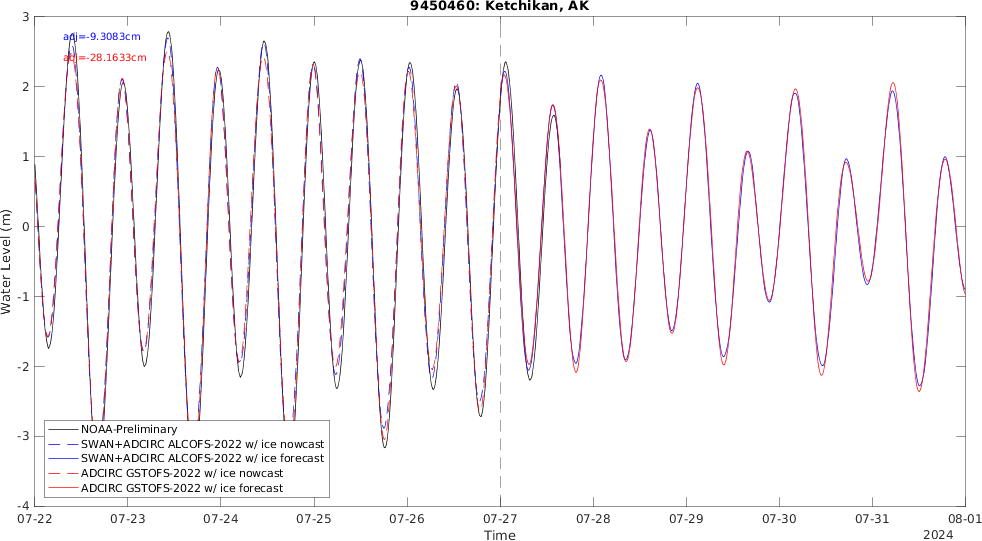 9450460: Ketchikan, AK
adj=-9.3083cm
adj=-28.1633cm
3
2
1
0
-1
-2
-3
-4
Water Level (m)
NOAA-Preliminary
SWAN+ADCIRC ALCOFS-2022 w/ ice nowcast
SWAN+ADCIRC ALCOFS-2022 w/ ice forecast
ADCIRC GSTOFS-2022 w/ ice nowcast
ADCIRC GSTOFS-2022 w/ ice forecast
07-22 07-23 07-24 07-25 07-26 07-27 07-28 07-29 07-30 07-31 08-01
Time
2024